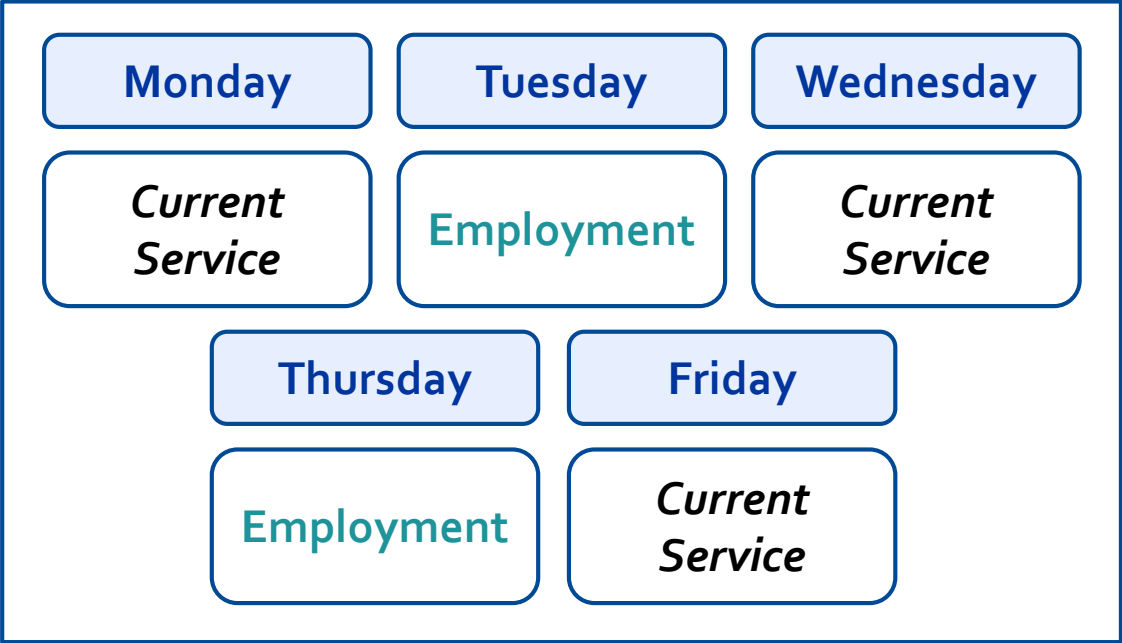 Monday
Tuesday
Wednesday
Current
Service
Employment
Current
Service
Thursday
Friday
Employment
Current
Service